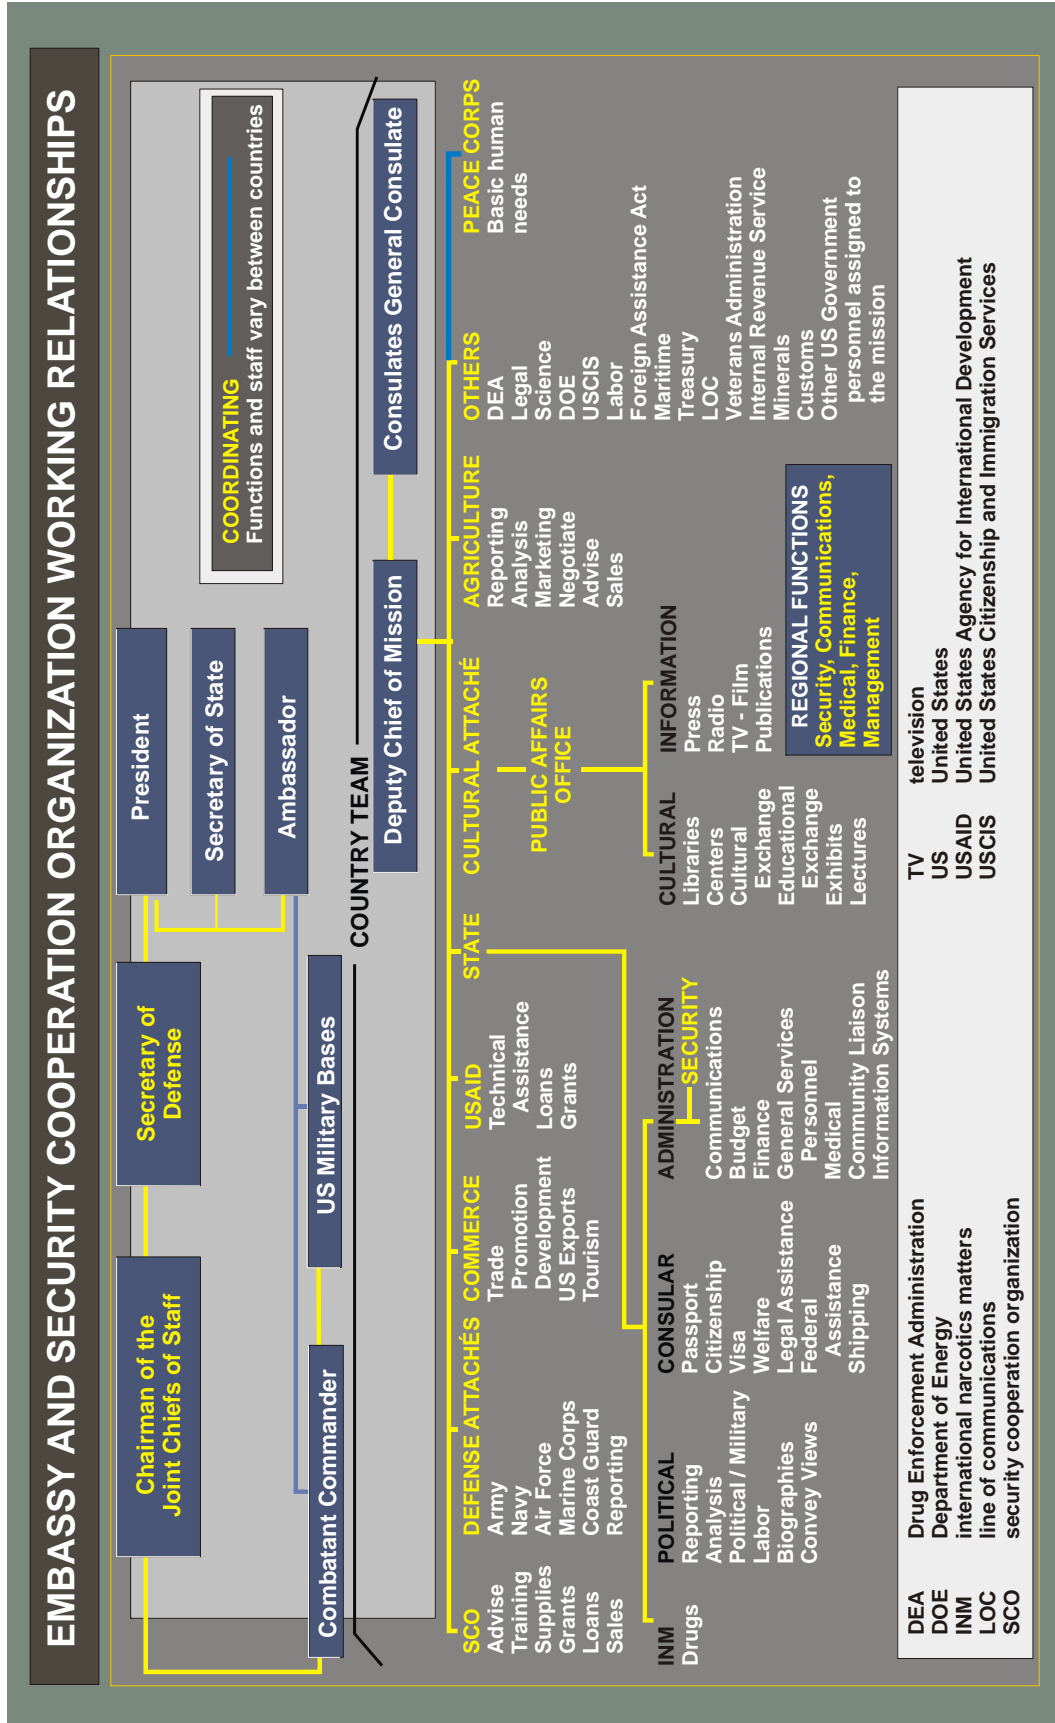 EMBASSY AND SECURITY COOPERATION ORGANIZATION WORKING RELATIONSHIPS
Chairman of the
Joint Chiefs of Staff
Secretary of
Defense
President
Secretary of State
Ambassador
COORDINATING
Functions and staff vary between countries
Combatant Commander
US Military Bases
COUNTRY TEAM
Deputy Chief of Mission
Consulates General Consulate
SCO
Advise
Training
Supplies
Grants
Loans
Sales
DEFENSE ATTACHÉS
Army
Navy
Air Force
Marine Corps
Coast Guard
Reporting
COMMERCE
Trade
Promotion
Development
US Exports
Tourism
USAID
Technical
Assistance
Loans
Grants
STATE
CULTURAL ATTACHÉ
PUBLIC AFFAIRS
OFFICE
AGRICULTURE
Reporting
Analysis
Marketing
Negotiate
Advise
Sales
OTHERS
DEA
Legal
Science
DOE
USCIS
Labor
Foreign Assistance Act
Maritime
Treasury
LOC
Veterans Administration
Internal Revenue Service
Minerals
Customs
Other US Government
personnel assigned to
the mission
PEACE CORPS
Basic human
needs
INM
Drugs
POLITICAL
Reporting
Analysis
Political / Military
Labor
Biographies
Convey Views
CONSULAR
Passport
Citizenship
Visa
Welfare
Legal Assistance
Federal
Assistance
Shipping
ADMINISTRATION
SECURITY
Communications
Budget
Finance
General Services
Personnel
Medical
Community Liaison
Information Systems
CULTURAL
Libraries
Centers
Cultural
Exchange
Educational
Exchange
Exhibits
Lectures
INFORMATION
Press
Radio
TV - Film
Publications
REGIONAL FUNCTIONS
Security, Communications,
Medical, Finance,
Management
DEA Drug Enforcement Administration
DOE Department of Energy
INM international narcotics matters
LOC line of communications
SCO security cooperation organization
TV television
US United States
USAID United States Agency for International Development
USCIS United States Citizenship and Immigration Services